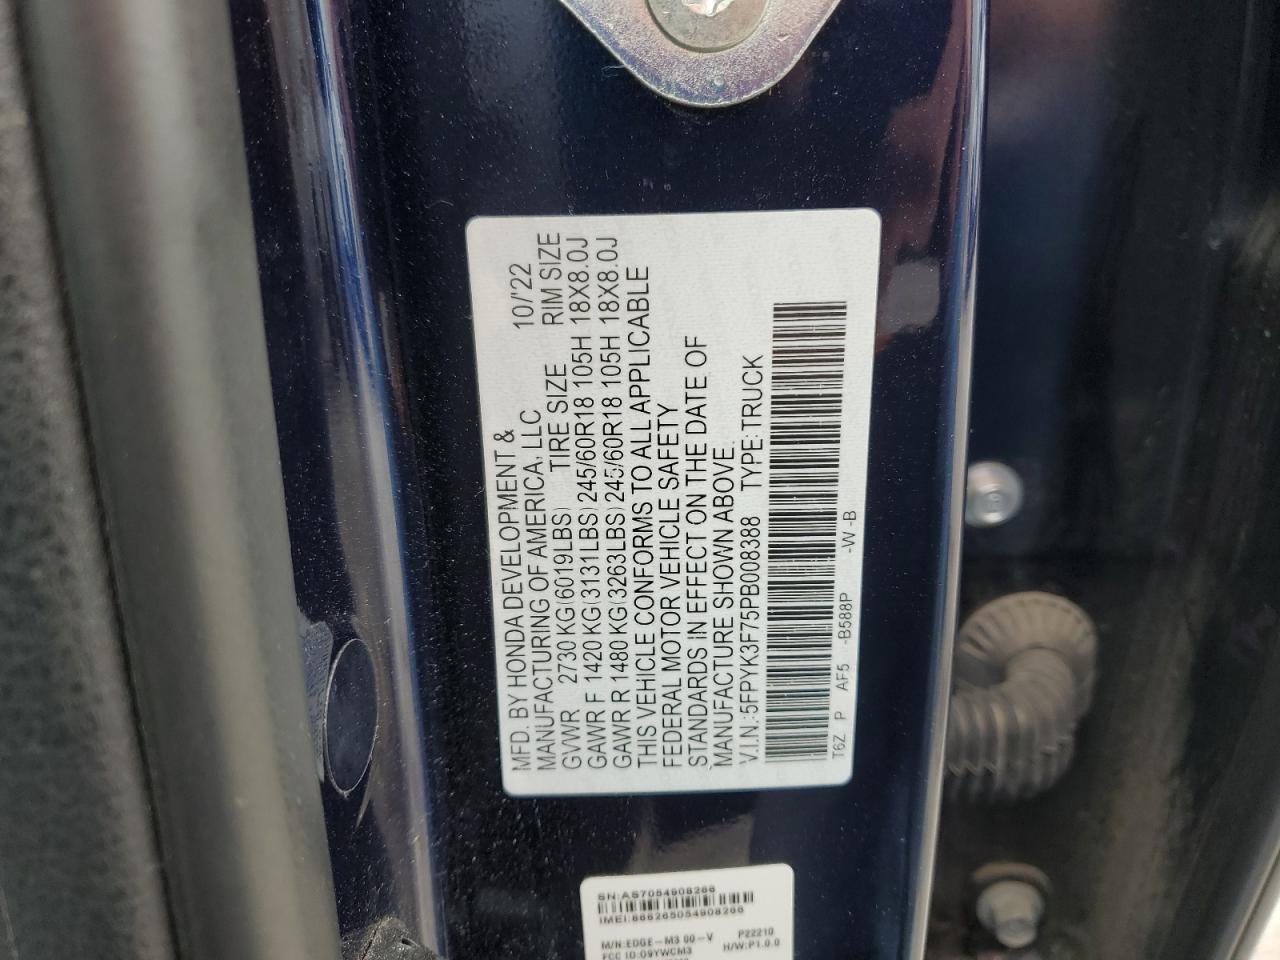 MFD. BY HONDA DEVELOPMENT &
MANUFACTURING OF AMERICA, LLC 10/'22
GVWR 2730 KG(6019LBS) TIRE SIZE RIM SIZE
GAWR F 1420 KG(3131LBS) 245/60R18 105H 18X8.0J
GAWR R 1480 KG(3263LBS) 245/60R18 105H 18X8.0J
THIS VEHICLE CONFORMS TO ALL APPLICABLE
FEDERAL MOTOR VEHICLE SAFETY
STANDARDS IN EFFECT ON THE DATE OF
MANUFACTURE SHOWN ABOVE.
V.I.N.:5FPYK3F75PB008388 TYPE:TRUCK
T6Z P AF5 -B588P -W -B
SN:AS7054908266
IMEI:866265054908266
M/N:EDGE-M3 00-V P22210
FCC ID:O9YWCM3 H/W:P1.0.0